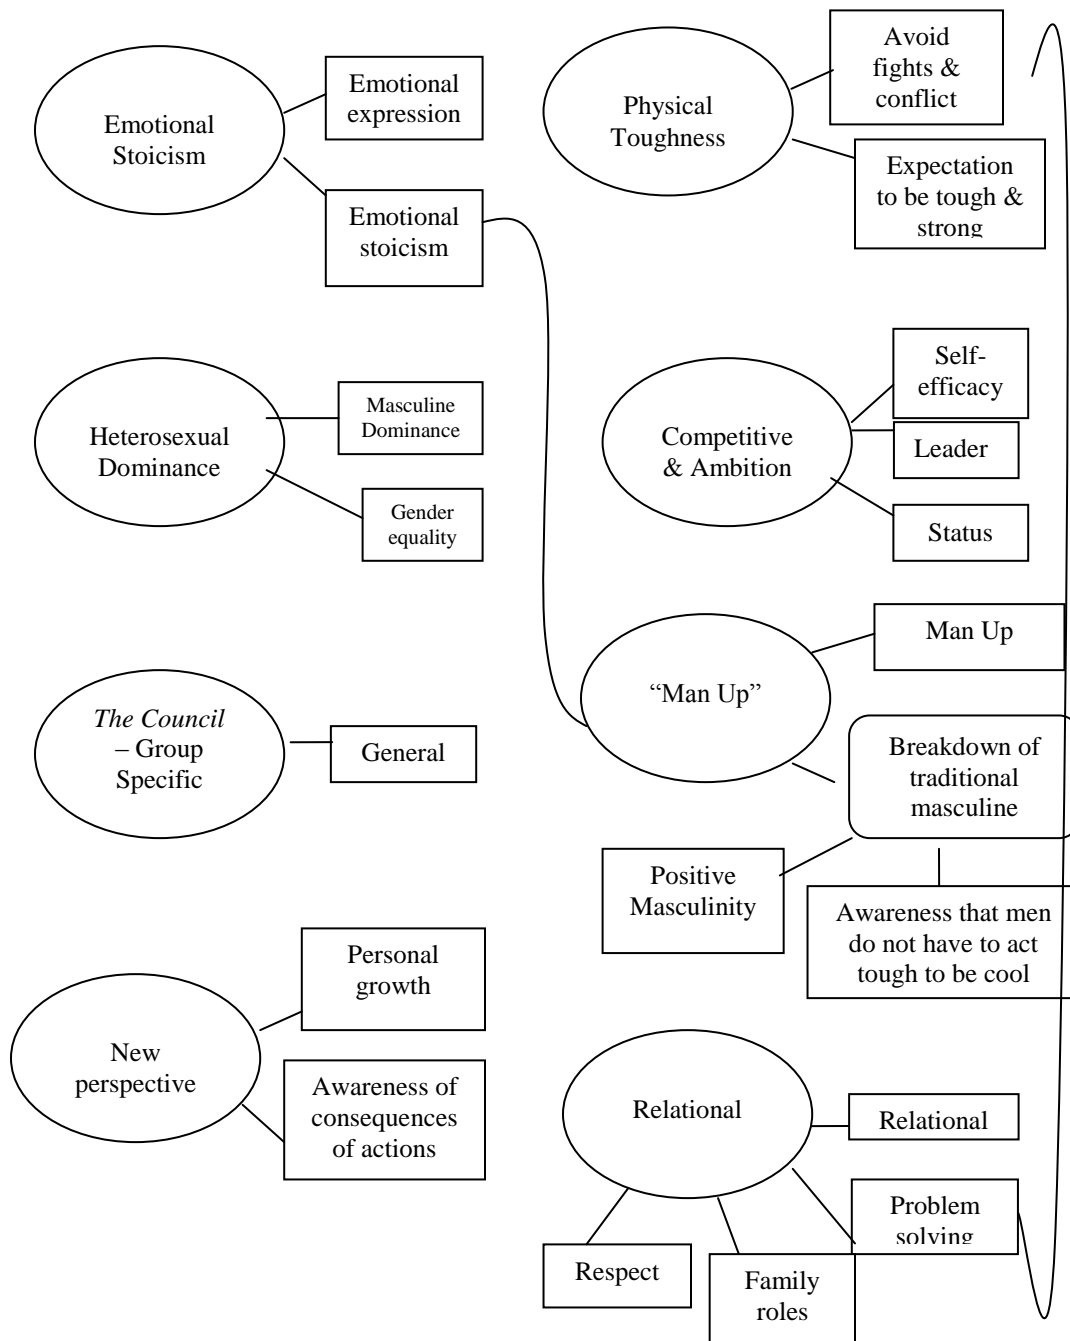 Emotional
Stoicism
Emotional
expression
Emotional
stoicism
Physical
Toughness
Avoid
fights &
conflict
Expectation
to be tough &
strong
Heterosexual
Dominance
Masculine
Dominance
Gender
equality
Competitive
& Ambition
Self-
efficacy
Leader
Status
The Council
– Group
Specific
General
“Man Up”
Man Up
Breakdown of
traditional
masculine
Positive
Masculinity
Awareness that men
do not have to act
tough to be cool
New
perspective
Personal
growth
Awareness of
consequences
of actions
Relational
Relational
Problem
solving
Respect
Family
roles